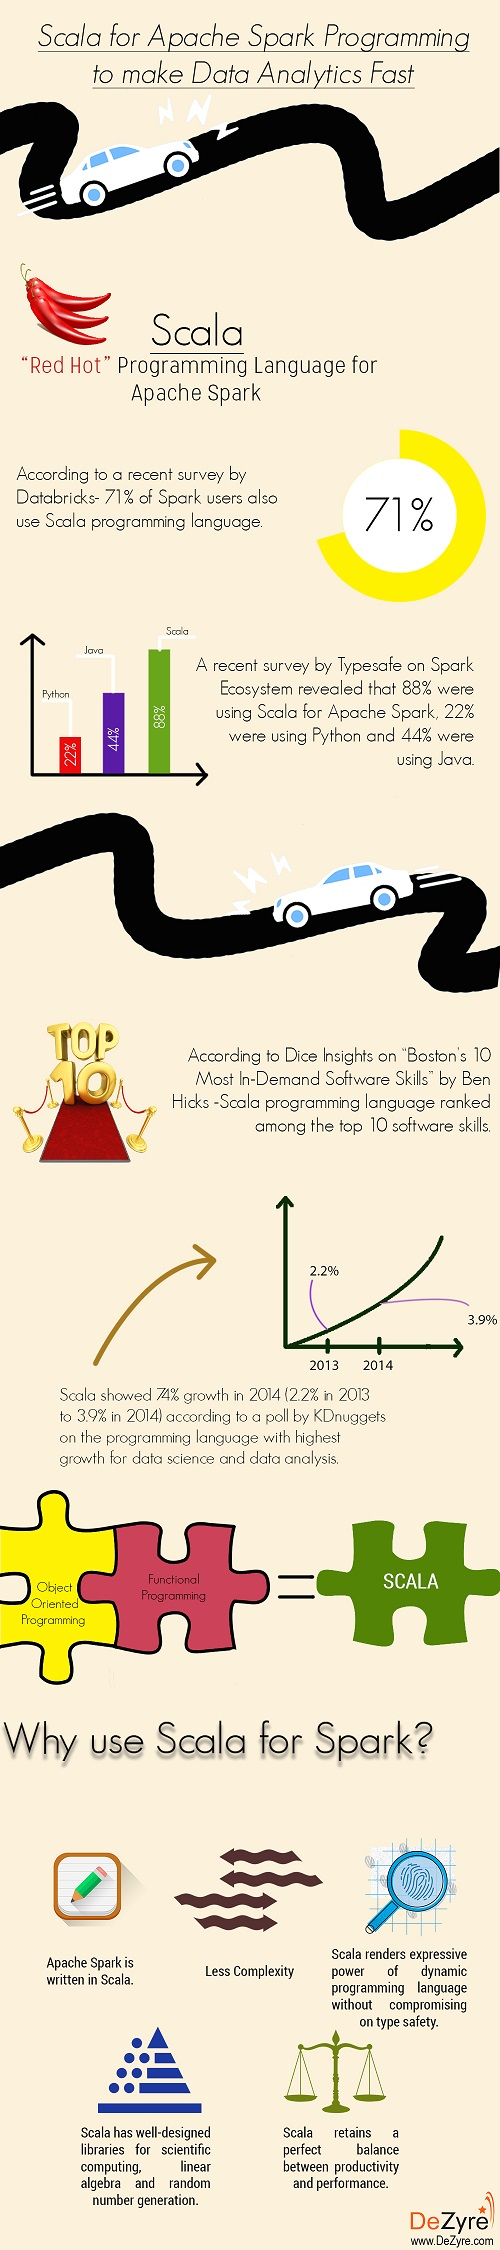 Scala for Apache Spark Programming
to make Data Analytics Fast
Scala
“Red Hot” Programming Language for
Apache Spark
According to a recent survey by
Databricks- 71% of Spark users also
use Scala programming language.
71%
Scala
Java
Python
22%
44%
88%
A recent survey by Typesafe on Spark
Ecosystem revealed that 88% were
using Scala for Apache Spark, 22%
were using Python and 44% were
using Java.
TOP
10
According to Dice Insights on “Boston’s 10
Most In-Demand Software Skills” by Ben
Hicks -Scala programming language ranked
among the top 10 software skills.
2.2%
3.9%
2013
2014
Scala showed 74% growth in 2014 (2.2% in 2013
to 3.9% in 2014) according to a poll by KDnuggets
on the programming language with highest
growth for data science and data analysis.
Object
Oriented
Programming
Functional
Programming
SCALA
Why use Scala for Spark?
Apache Spark is
written in Scala.
Less Complexity
Scala renders expressive
power of dynamic
programming language
without compromising
on type safety.
Scala has well-designed
libraries for scientific
computing, linear
algebra and random
number generation.
Scala retains a
perfect balance
between productivity
and performance.
DeZyre
www.DeZyre.com